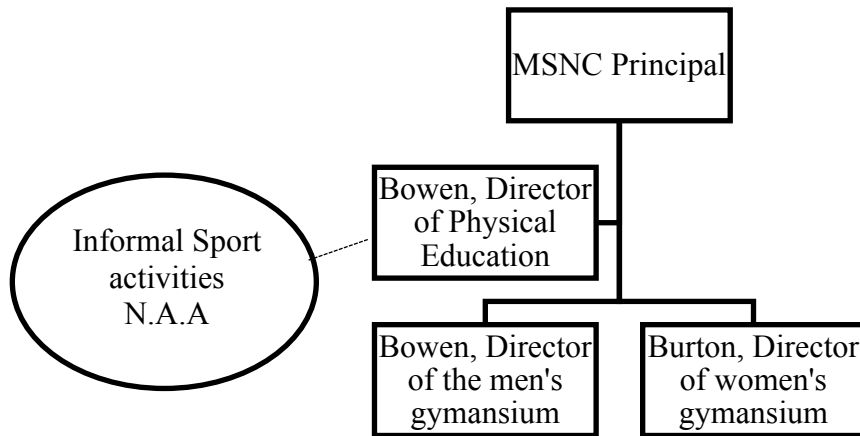 MSNC Principal
Bowen, Director
of Physical
Education
Informal Sport
activities
N.A.A
Bowen, Director
of the men's
gymansium
Burton, Director
of women's
gymansium